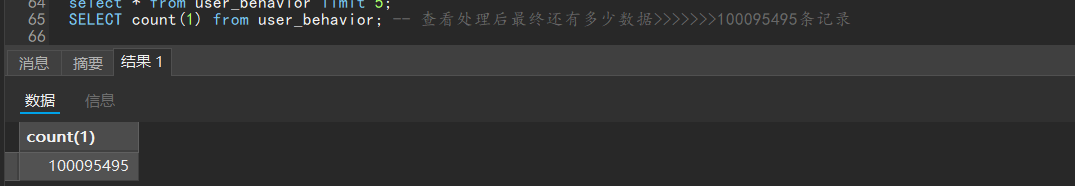 64 select * from user_behavior limit 5;
65 SELECT count(1) from user_behavior; -- 查看处理后最终还有多少数据>>>>>>>100095495条记录
66
消息 摘要 结果 1
数据 信息
count(1)
100095495